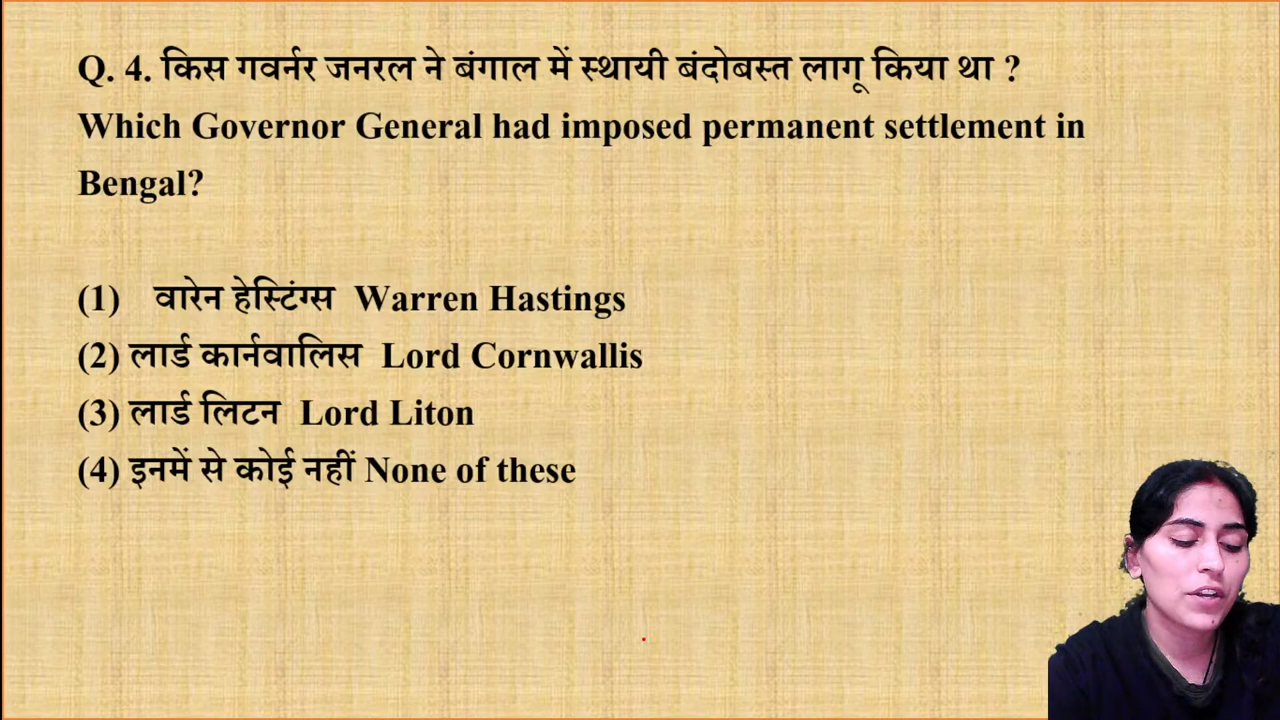 Q. 4. किस गवर्नर जनरल ने बंगाल में स्थायी बंदोबस्त लागू किया था ?
Which Governor General had imposed permanent settlement in
Bengal?
(1) वारेन हेस्टिंग्स Warren Hastings
(2) लार्ड कार्नवालिस Lord Cornwallis
(3) लार्ड लिटन Lord Liton
(4) इनमें से कोई नहीं None of these